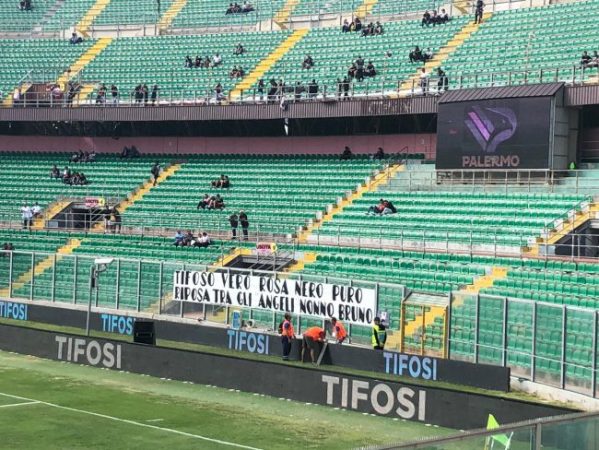 PALERMO
TIFOSO VERO ROSA NERO PURO
RIPOSA TRA GLI ANGELI NONNO BRUNO
TIFOSI
TIFOSI
TIFOSI
TIFOSI
TIFOSI
TIFOSI